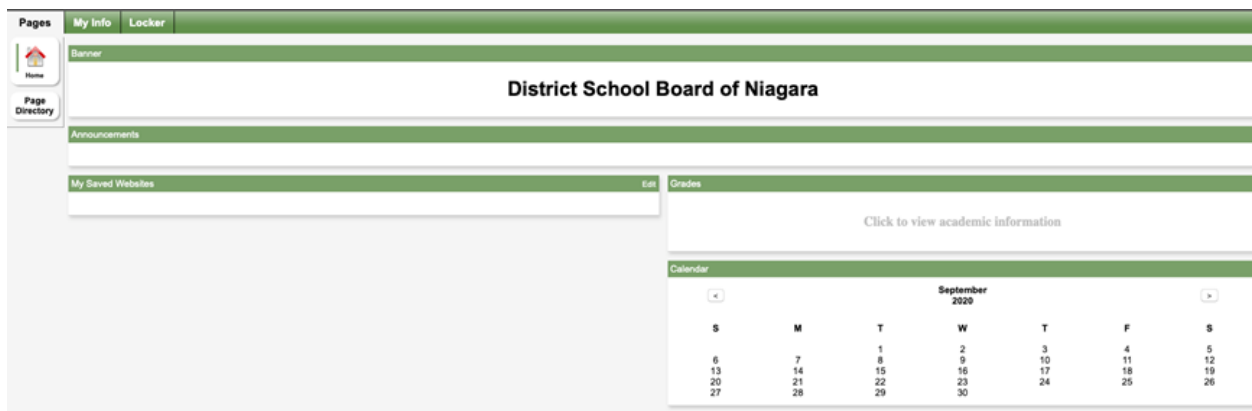 Pages My Info Locker
Home
Page
Directory
Banner
District School Board of Niagara
Announcements
My Saved Websites Edit
Grades
Click to view academic information
Calendar
< September >
2020
S M T W T F S
1 2 3 4 5
6 7 8 9 10 11 12
13 14 15 16 17 18 19
20 21 22 23 24 25 26
27 28 29 30